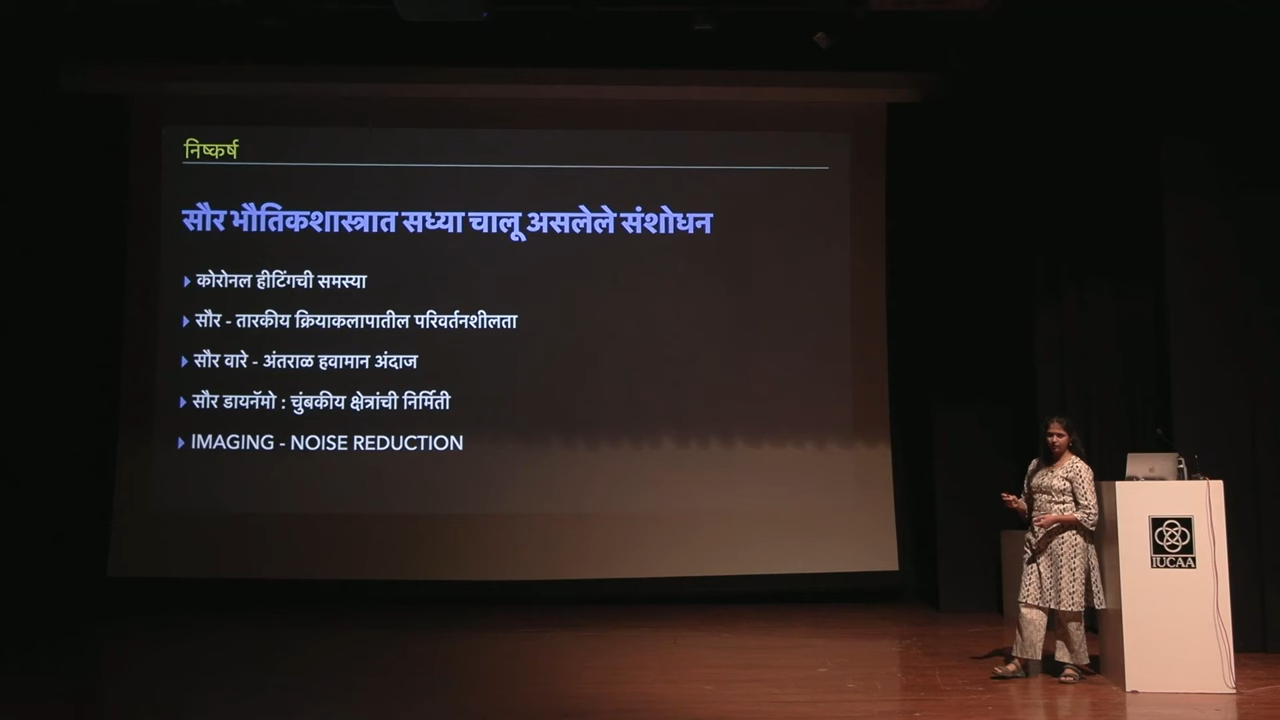 निष्कर्ष
सौर भौतिकशास्त्रात सध्या चालू असलेले संशोधन
कोरोनल हीटिंगची समस्या
सौर - तारकीय क्रियाकलापातील परिवर्तनशीलता
सौर वारे - अंतराळ हवामान अंदाज
सौर डायनॅमो : चुंबकीय क्षेत्रांची निर्मिती
IMAGING - NOISE REDUCTION
IUCAA